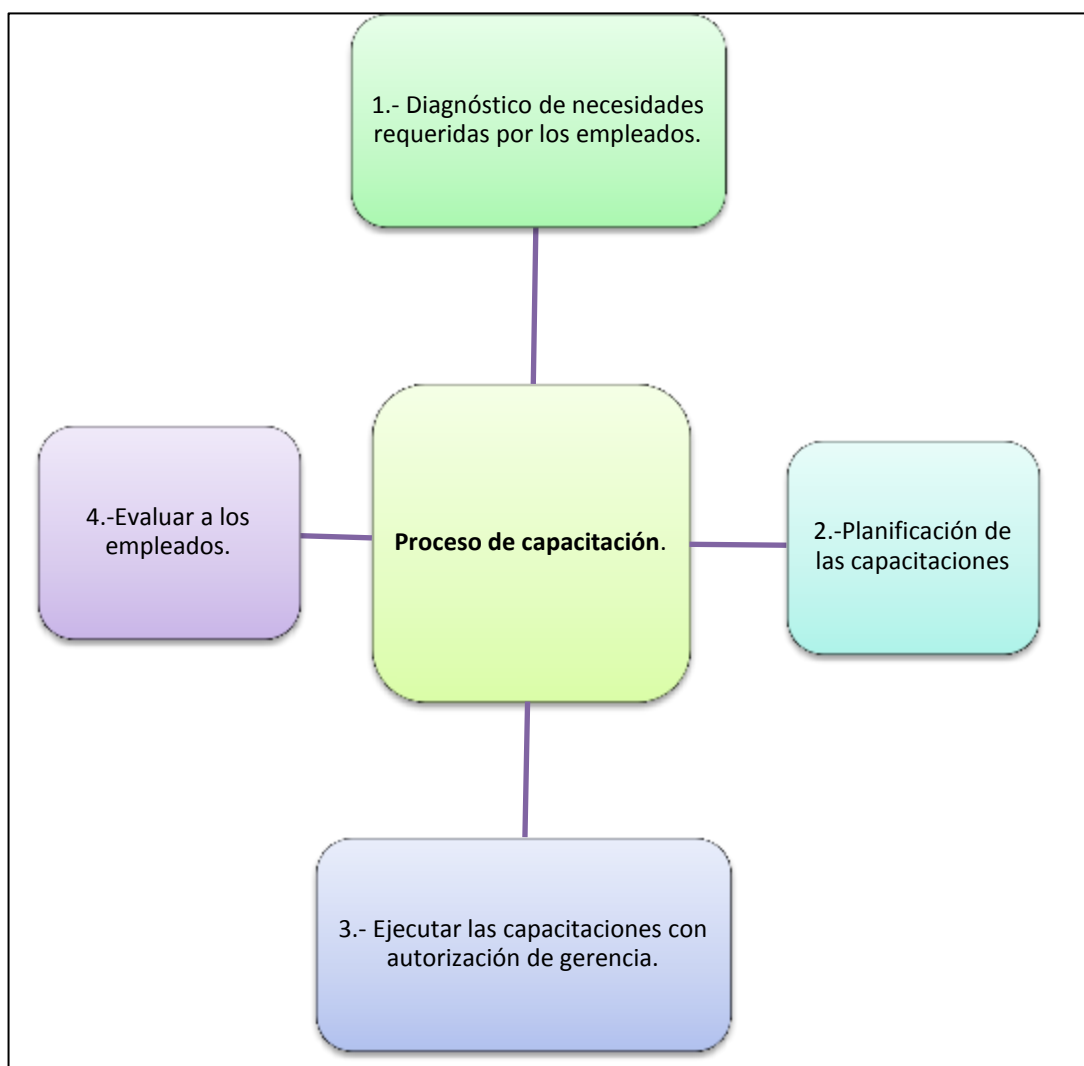 1.- Diagnóstico de necesidades
requeridas por los empleados.
4.-Evaluar a los
empleados.
Proceso de capacitación.
2.-Planificación de
las capacitaciones
3.- Ejecutar las capacitaciones con
autorización de gerencia.